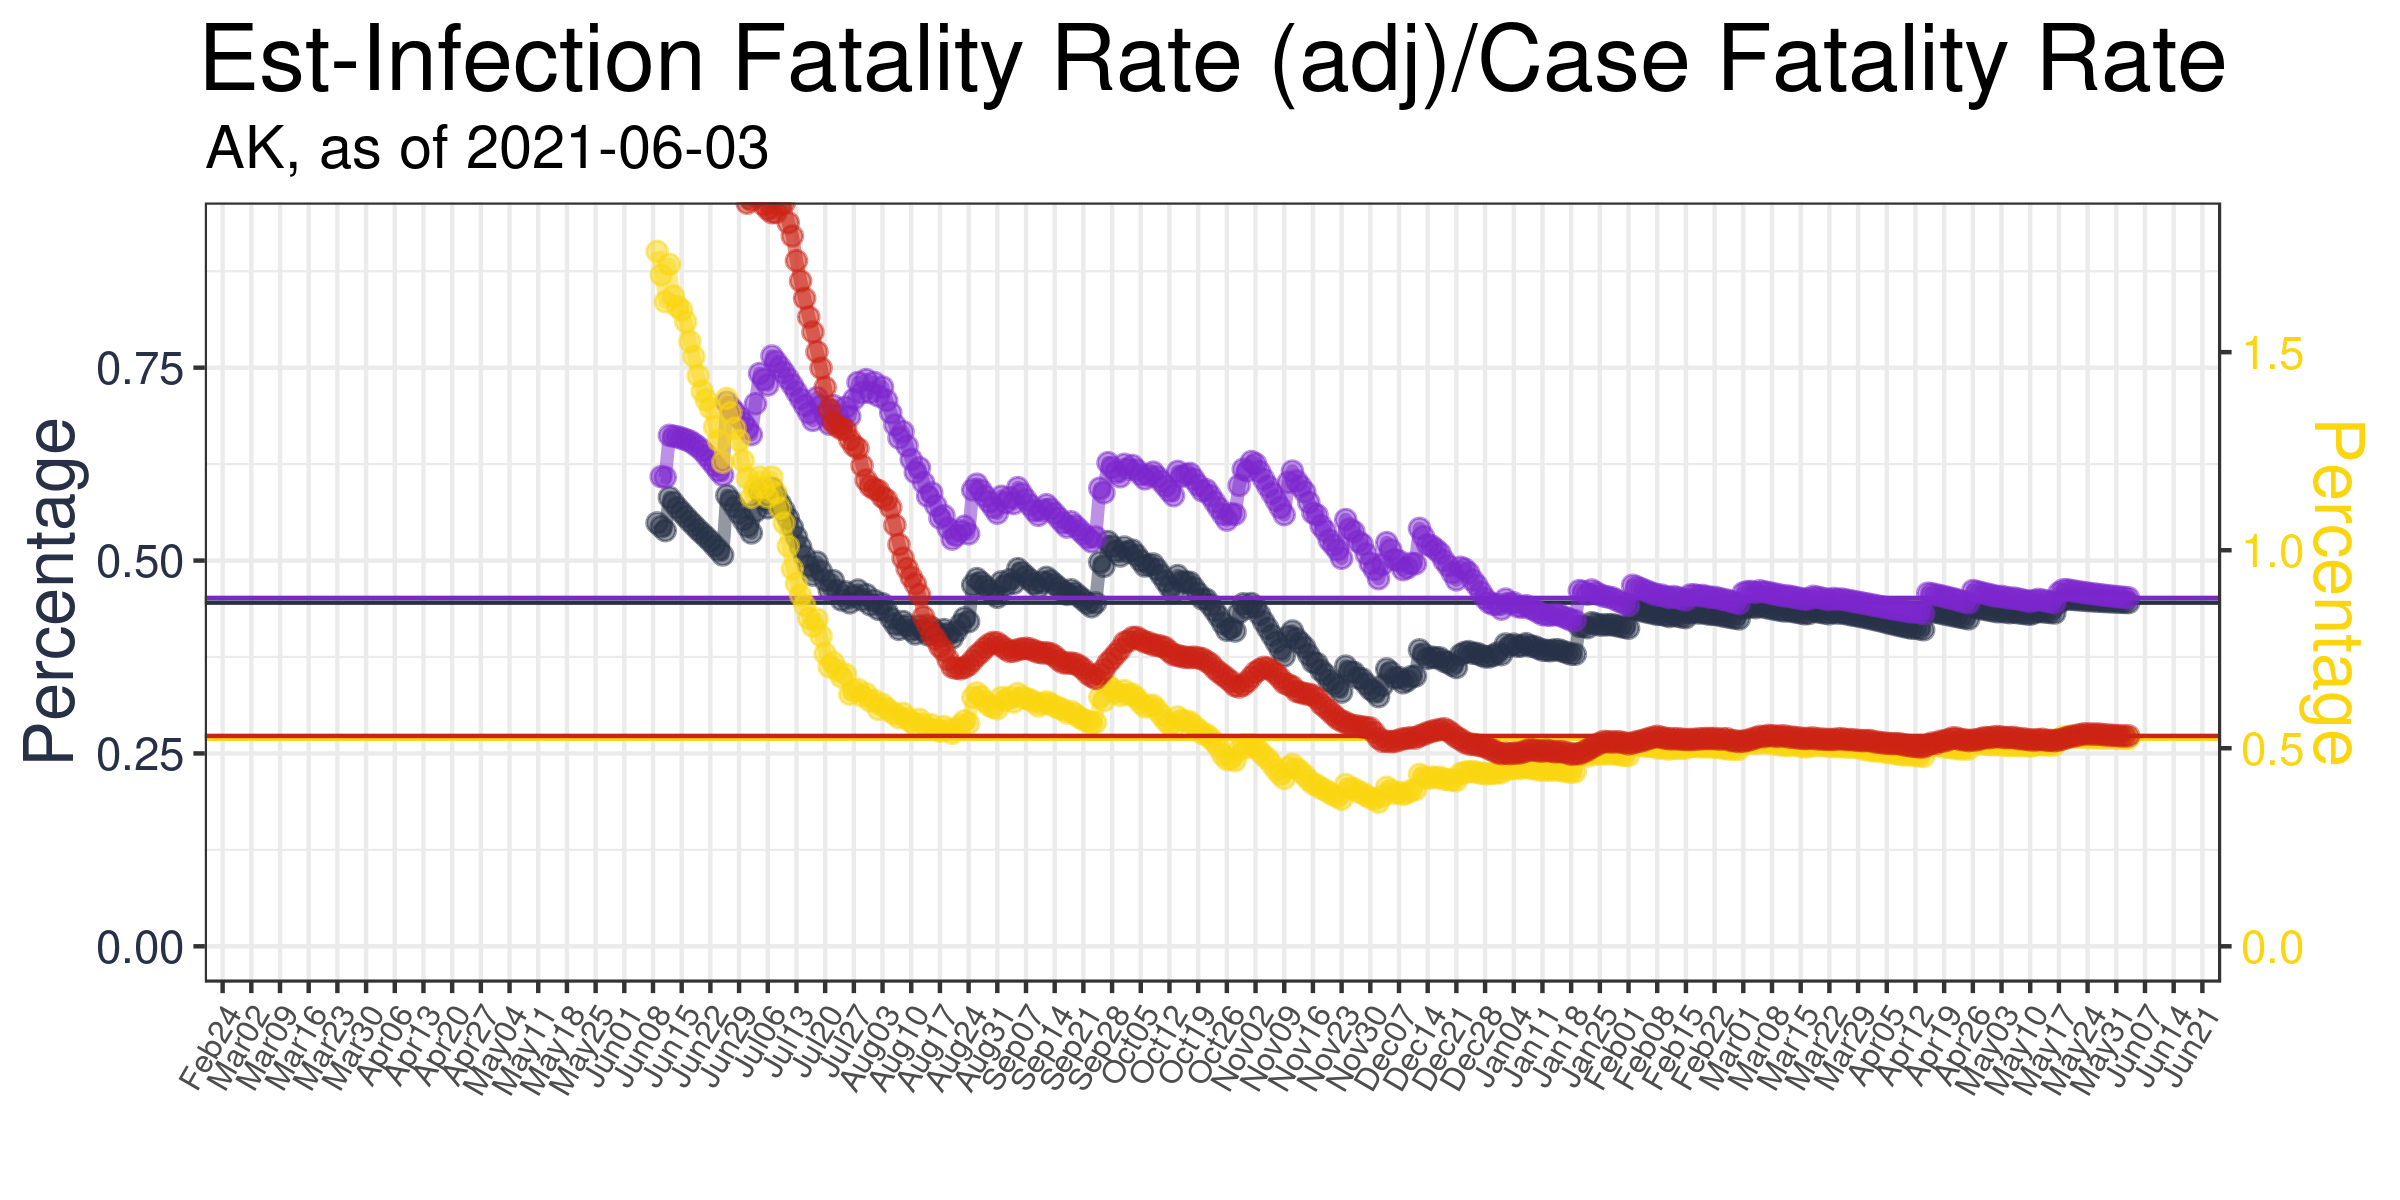 Est-Infection Fatality Rate (adj)/Case Fatality Rate
AK, as of 2021-06-03
Percentage
0.75
0.50
0.25
0.00
1.5
1.0
0.5
0.0
Percentage
Feb24
Mar02
Mar09
Mar16
Mar23
Mar30
Apr06
Apr13
Apr20
Apr27
May04
May11
May18
May25
Jun01
Jun08
Jun15
Jun22
Jun29
Jul06
Jul13
Jul20
Jul27
Aug03
Aug10
Aug17
Aug24
Aug31
Sep07
Sep14
Sep21
Sep28
Oct05
Oct12
Oct19
Oct26
Nov02
Nov09
Nov16
Nov23
Nov30
Dec07
Dec14
Dec21
Dec28
Jan04
Jan11
Jan18
Jan25
Feb01
Feb08
Feb15
Feb22
Mar01
Mar08
Mar15
Mar22
Mar29
Apr05
Apr12
Apr19
Apr26
May03
May10
May17
May24
May31
Jun07
Jun14
Jun21